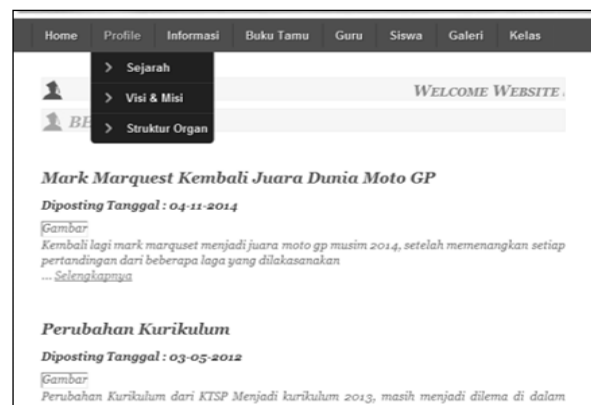 Home Profile Informasi Buku Tamu Guru Siswa Galeri Kelas
Sejarah
Visi & Misi
Struktur Organ
WELCOME WEBSITE
BE
Mark Marquest Kembali Juara Dunia Moto GP
Diposting Tanggal : 04-11-2014
Gambar
Kembali lagi mark marquset menjadi juara moto gp musim 2014, setelah memenangkan setiap
pertandingan dari beberapa laga yang dilakasanakan
... Selengkapnya
Perubahan Kurikulum
Diposting Tanggal : 03-05-2012
Gambar
Perubahan Kurikulum dari KTSP Menjadi kurikulum 2013, masih menjadi dilema di dalam